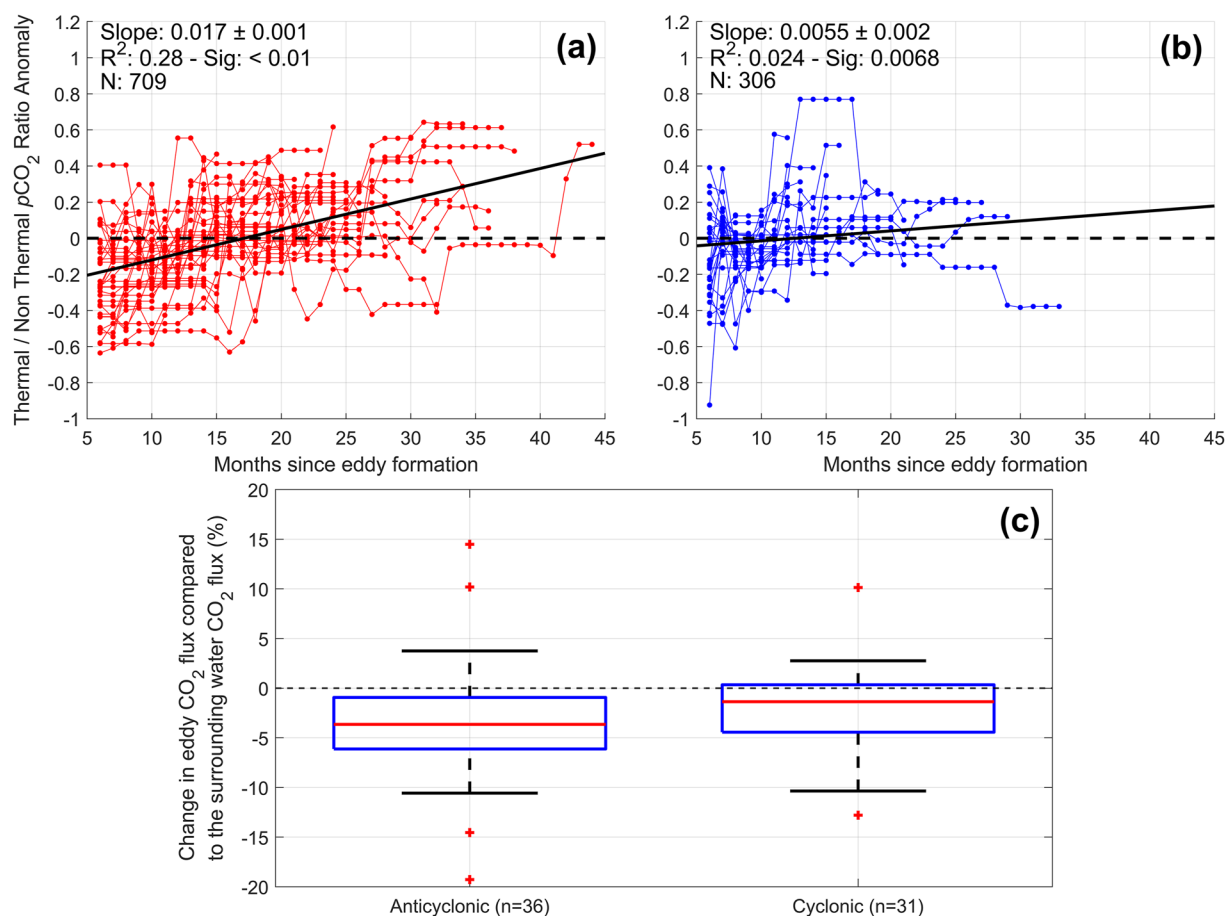 Slope: 0.017 ± 0.001
R²: 0.28 - Sig: < 0.01
N: 709
(a)
1.2
1
0.8
0.6
0.4
0.2
0
-0.2
-0.4
-0.6
-0.8
-1
Thermal / Non Thermal pCO₂ Ratio Anomaly
5 10 15 20 25 30 35 40 45
Months since eddy formation
Slope: 0.0055 ± 0.002
R²: 0.024 - Sig: 0.0068
N: 306
(b)
1.2
1
0.8
0.6
0.4
0.2
0
-0.2
-0.4
-0.6
-0.8
-1
5 10 15 20 25 30 35 40 45
Months since eddy formation
(c)
20
15
10
5
0
-5
-10
-15
-20
Change in eddy CO₂ flux compared
to the surrounding water CO₂ flux (%)
Anticyclonic (n=36) Cyclonic (n=31)